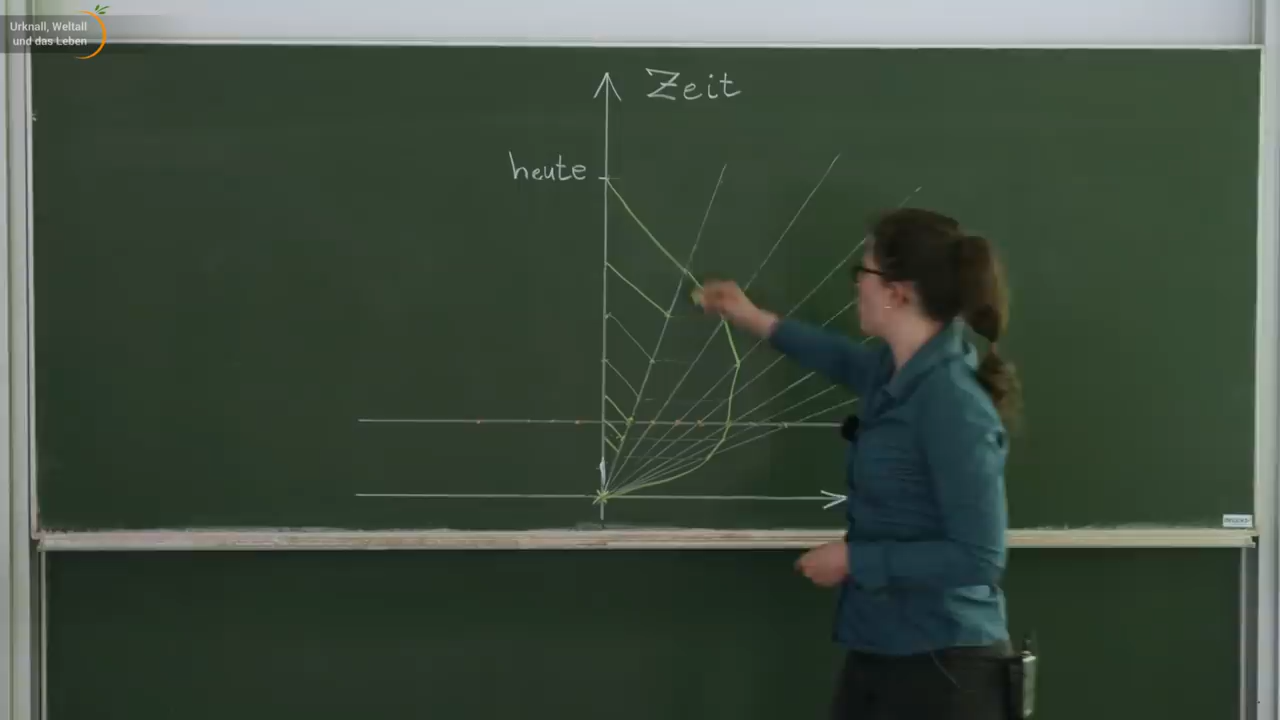 Urknall, Weltall
und das Leben
Zeit
heute